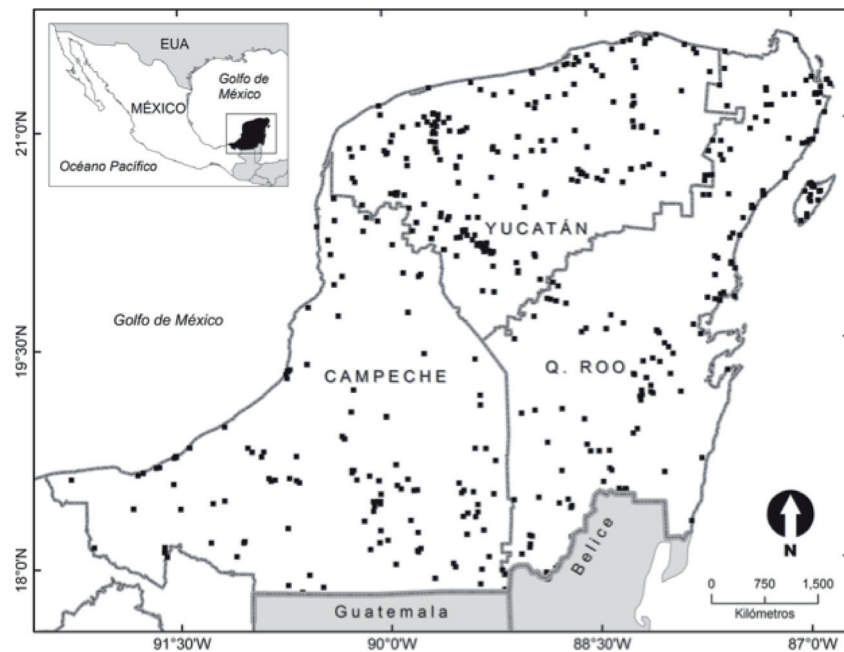 EUA
Golfo de
México
MÉXICO
Océano Pacifico
21°0'N
19°30'N
18°0'N
YUCATÁN
Golfo de México
CAMPECHE
Q. ROO
Belice
Guatemala
N
0 750 1,500
Kilómetros
91°30'W 90°0'W 88°30'W 87°0'W